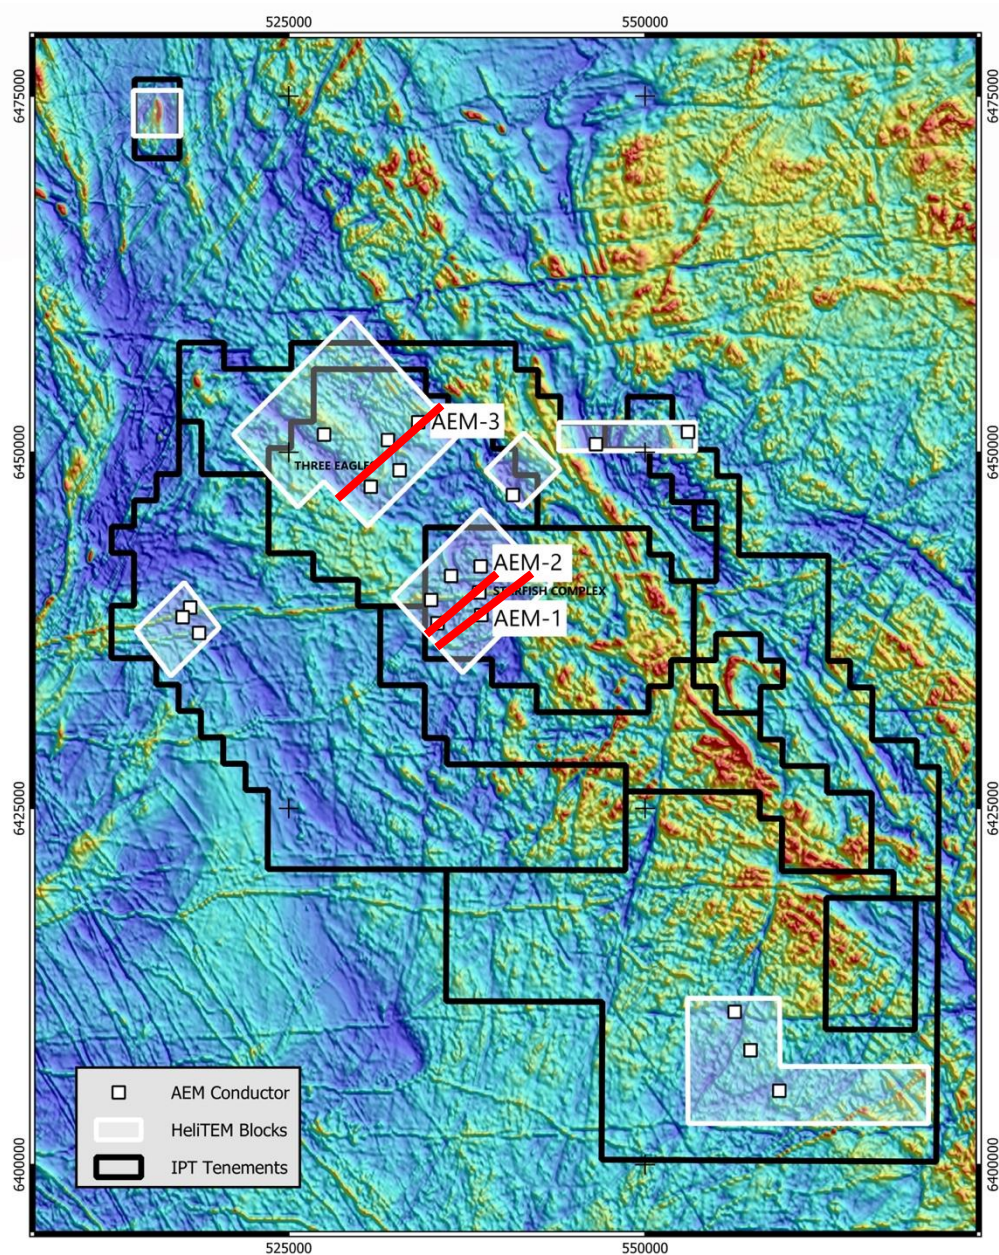 525000
550000
6475000
6475000
AEM-3
6450000
THREE EAGLES
6450000
AEM-2
STARFISH COMPLEX
AEM-1
6425000
6425000
AEM Conductor
HeliTEM Blocks
IPT Tenements
6400000
6400000
525000
550000